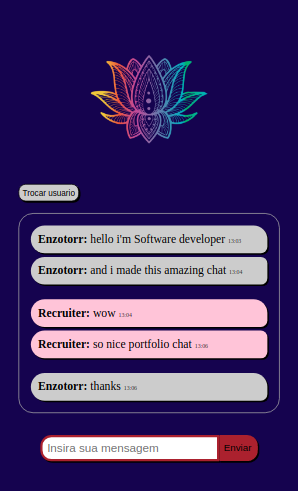 Trocar usuario
Enzotorr: hello i'm Software developer 13:03
Enzotorr: and i made this amazing chat 13:04
Recruiter: wow 13:04
Recruiter: so nice portfolio chat 13:06
Enzotorr: thanks 13:06
Insira sua mensagem Enviar